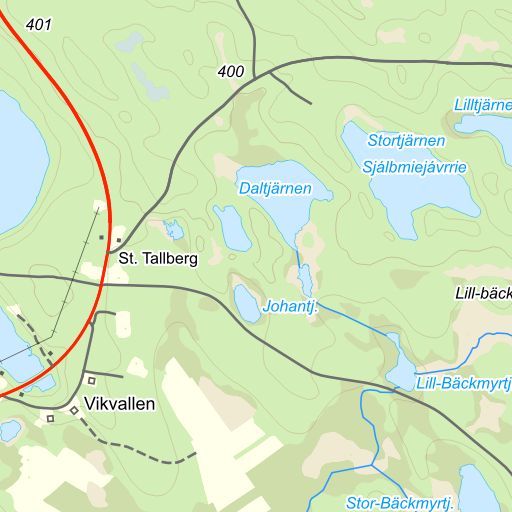 401
400
Lilltjärne
Stortjärnen
Sjálbmiejávrrie
Daltjärnen
St. Tallberg
Lill-bäck
Johantj.
Lill-Bäckmyrtj
Vikvallen
Stor-Bäckmyrtj.